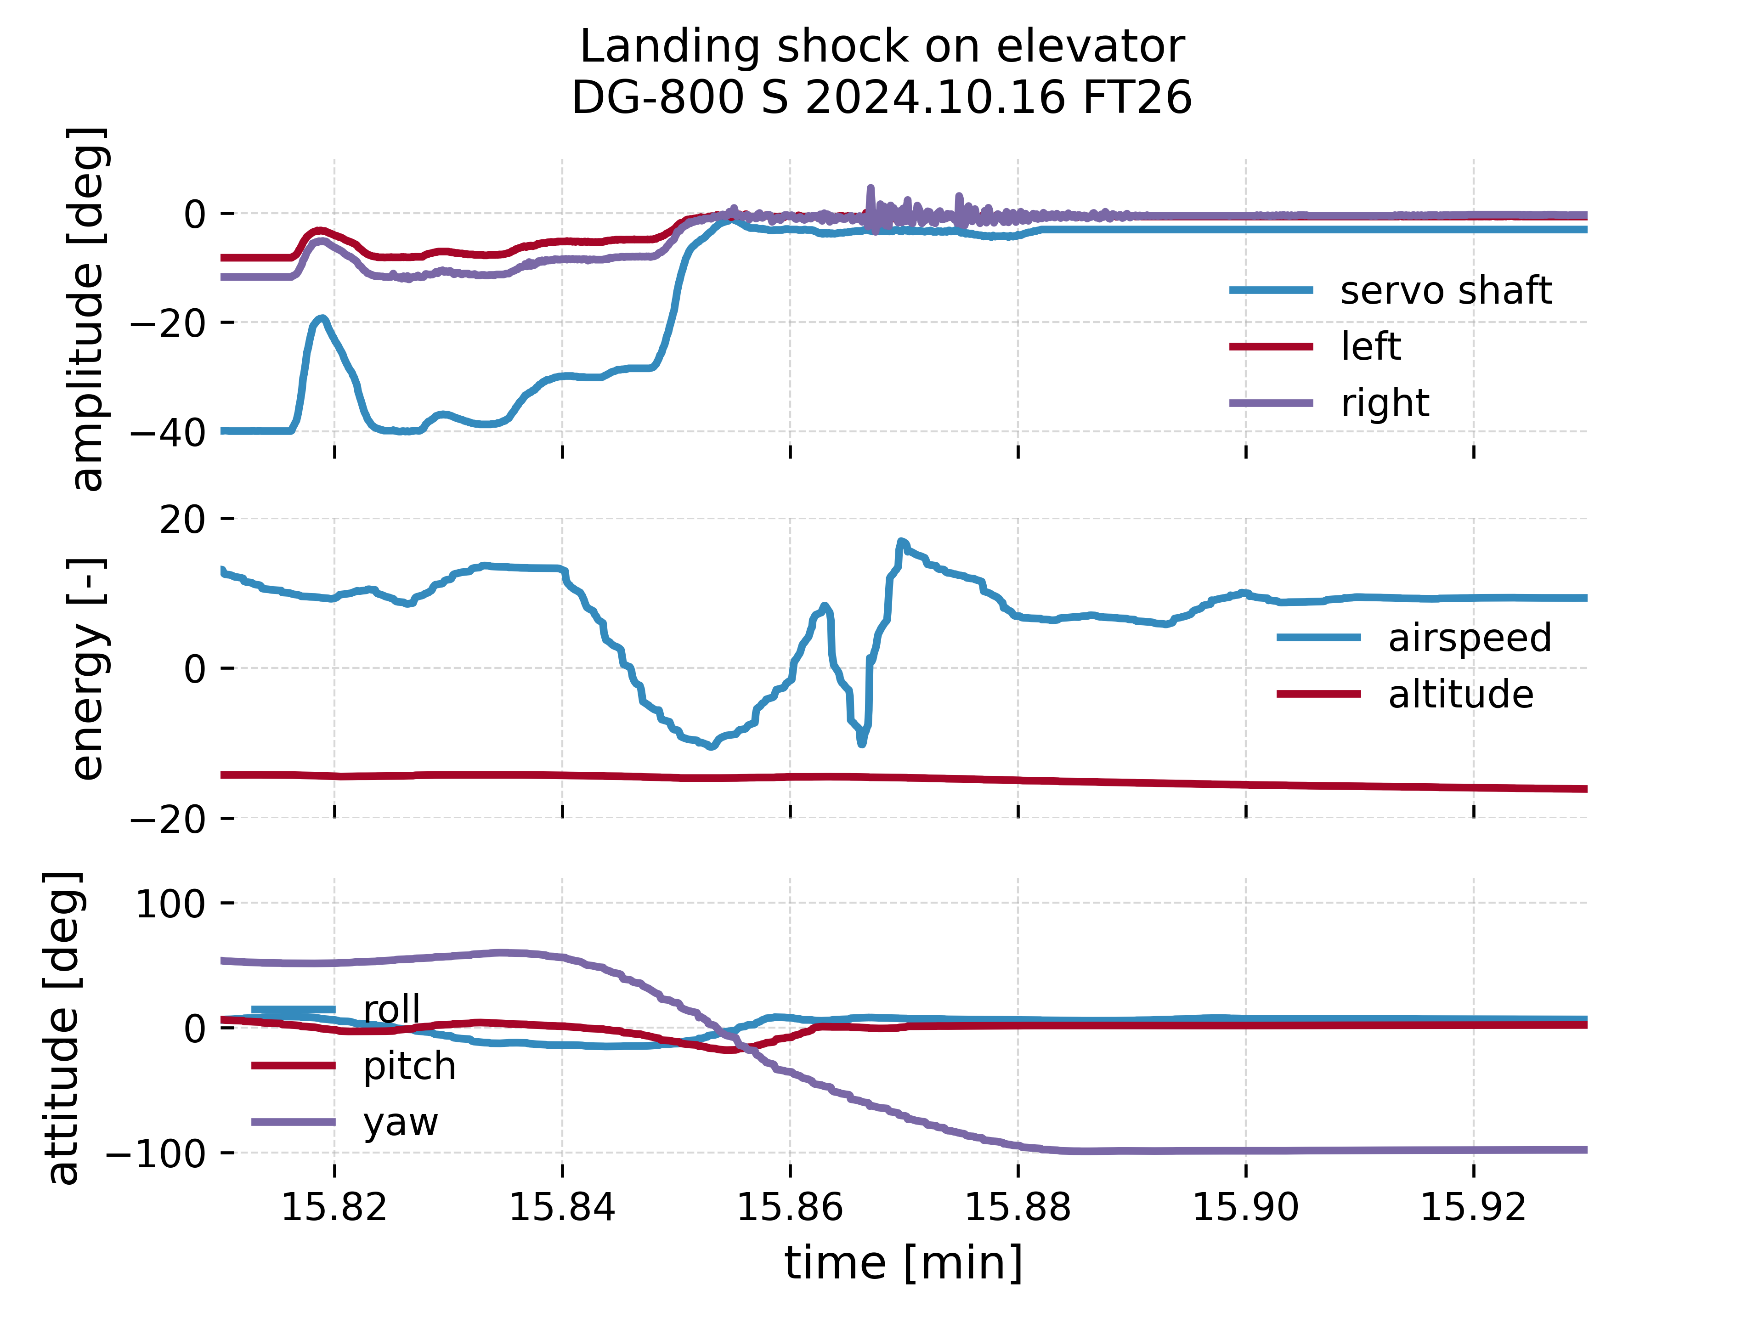 Landing shock on elevator
DG-800 S 2024.10.16 FT26
amplitude [deg]
0
−20
−40
servo shaft
left
right
energy [-]
20
0
−20
airspeed
altitude
attitude [deg]
100
0
−100
roll
pitch
yaw
15.82 15.84 15.86 15.88 15.90 15.92
time [min]